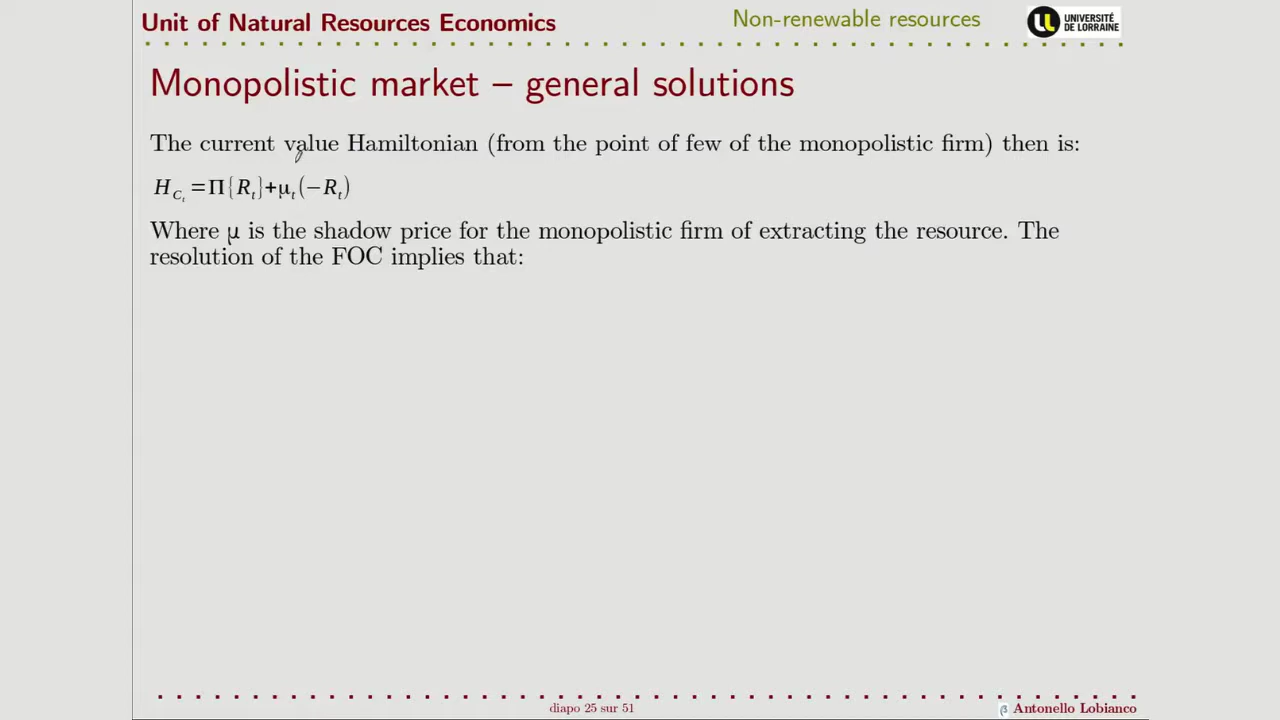 Unit of Natural Resources Economics
Non-renewable resources
UNIVERSITÉ
DE LORRAINE
Monopolistic market – general solutions
The current value Hamiltonian (from the point of few of the monopolistic firm) then is:
H_{C_t} = Π{R_t} + μ_t(−R_t)
Where μ is the shadow price for the monopolistic firm of extracting the resource. The
resolution of the FOC implies that:
diapo 25 sur 51
β Antonello Lobianco